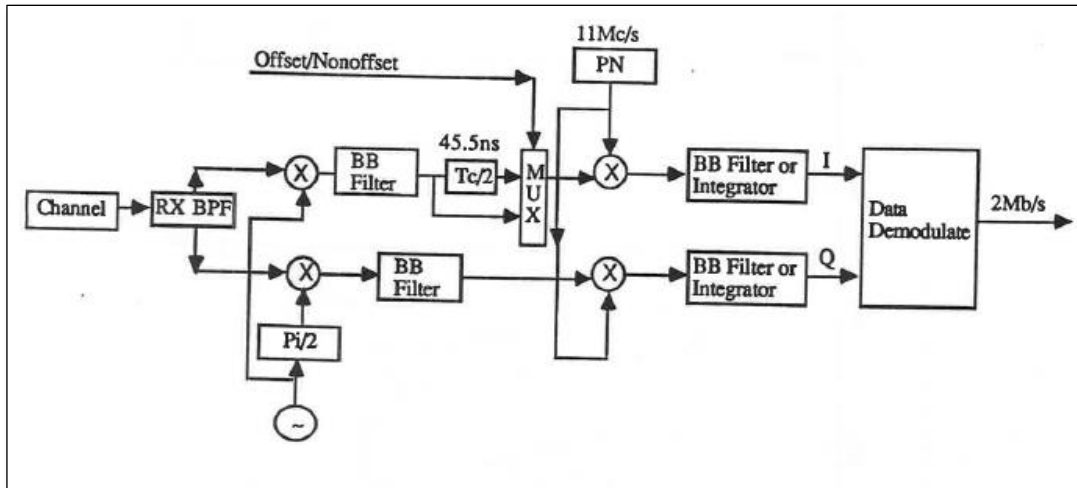 11Mc/s
PN
Offset/Nonoffset
45.5ns
X
BB
Filter
Tc/2
M
U
X
X
BB Filter or
Integrator
I
Channel
RX BPF
Data
Demodulate
2Mb/s
X
BB
Filter
X
BB Filter or
Integrator
Q
Pi/2
~